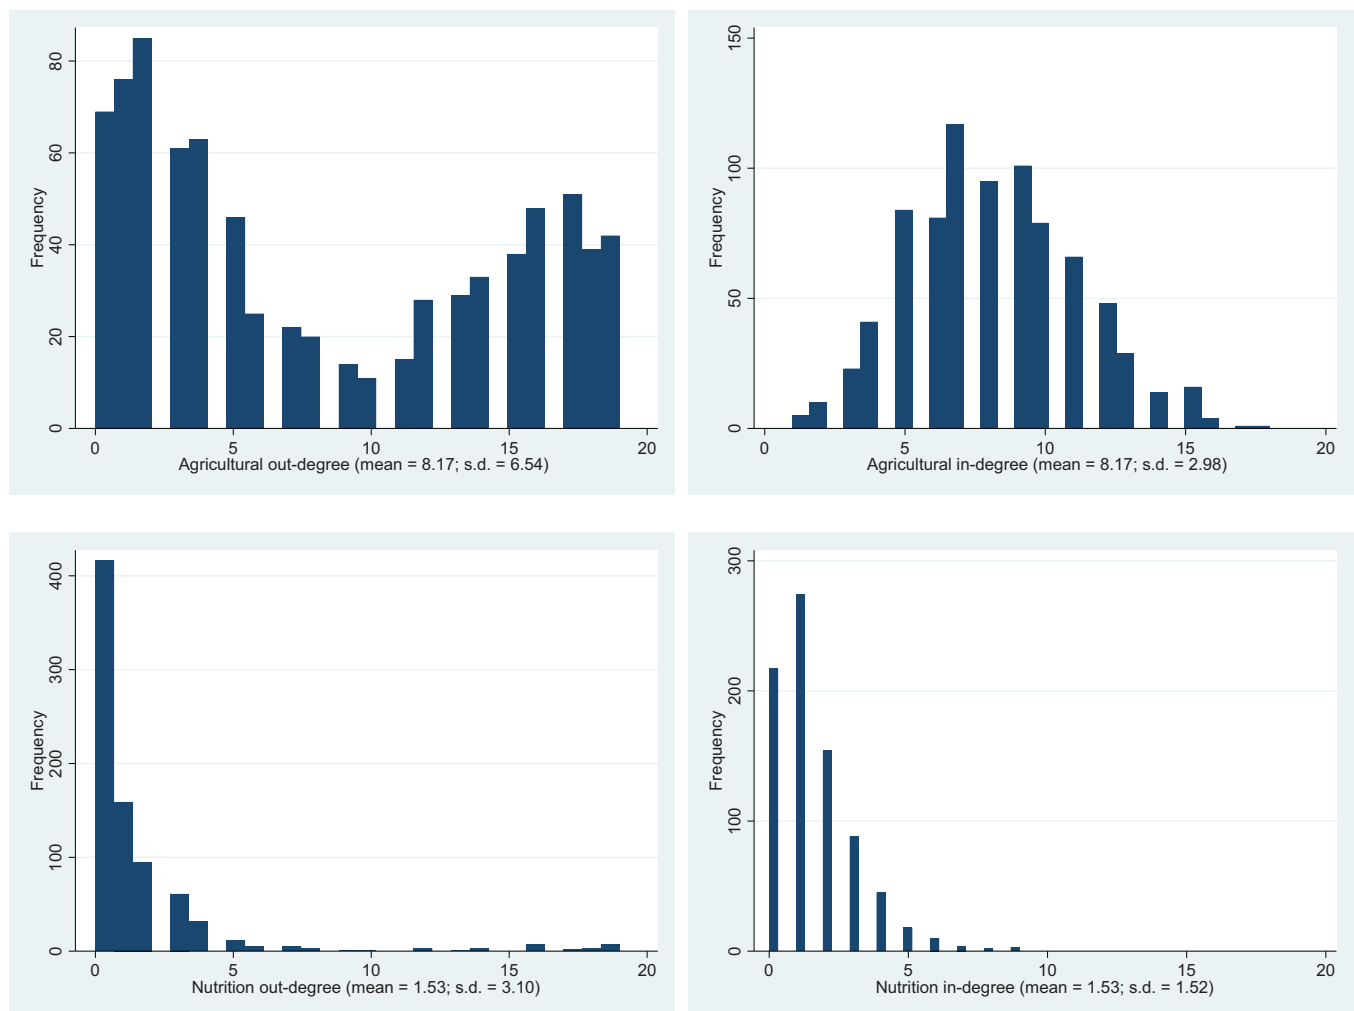 Frequency
0 20 40 60 80
0 5 10 15 20
Agricultural out-degree (mean = 8.17; s.d. = 6.54)
Frequency
0 50 100 150
0 5 10 15 20
Agricultural in-degree (mean = 8.17; s.d. = 2.98)
Frequency
0 100 200 300 400
0 5 10 15 20
Nutrition out-degree (mean = 1.53; s.d. = 3.10)
Frequency
0 100 200 300
0 5 10 15 20
Nutrition in-degree (mean = 1.53; s.d. = 1.52)